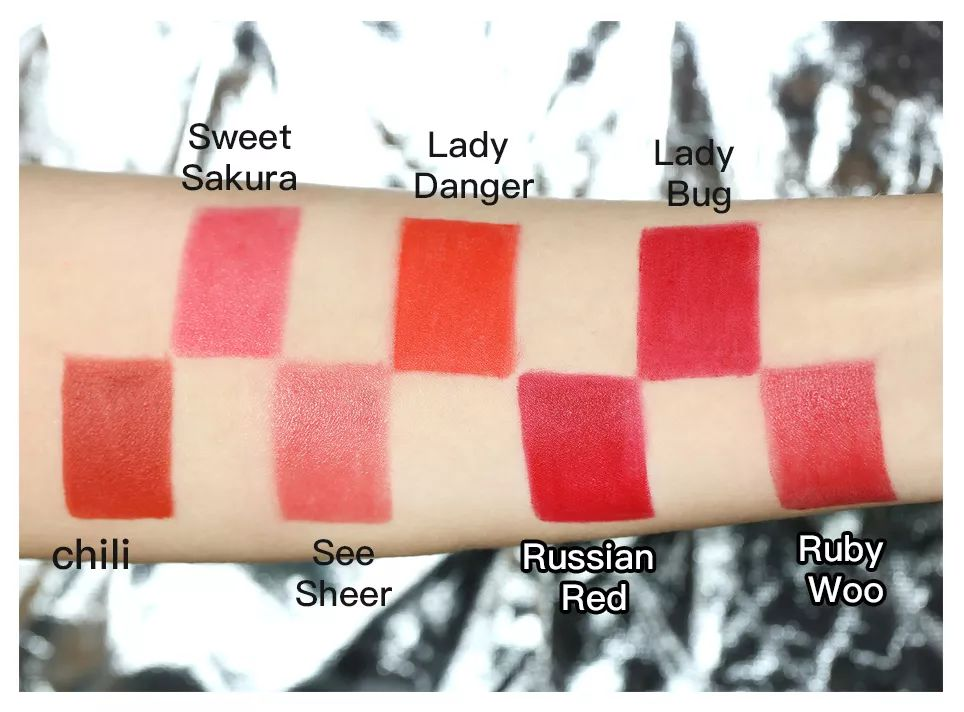 Sweet
Sakura
Lady
Danger
Lady
Bug
chili
See
Sheer
Russian
Red
Ruby
Woo